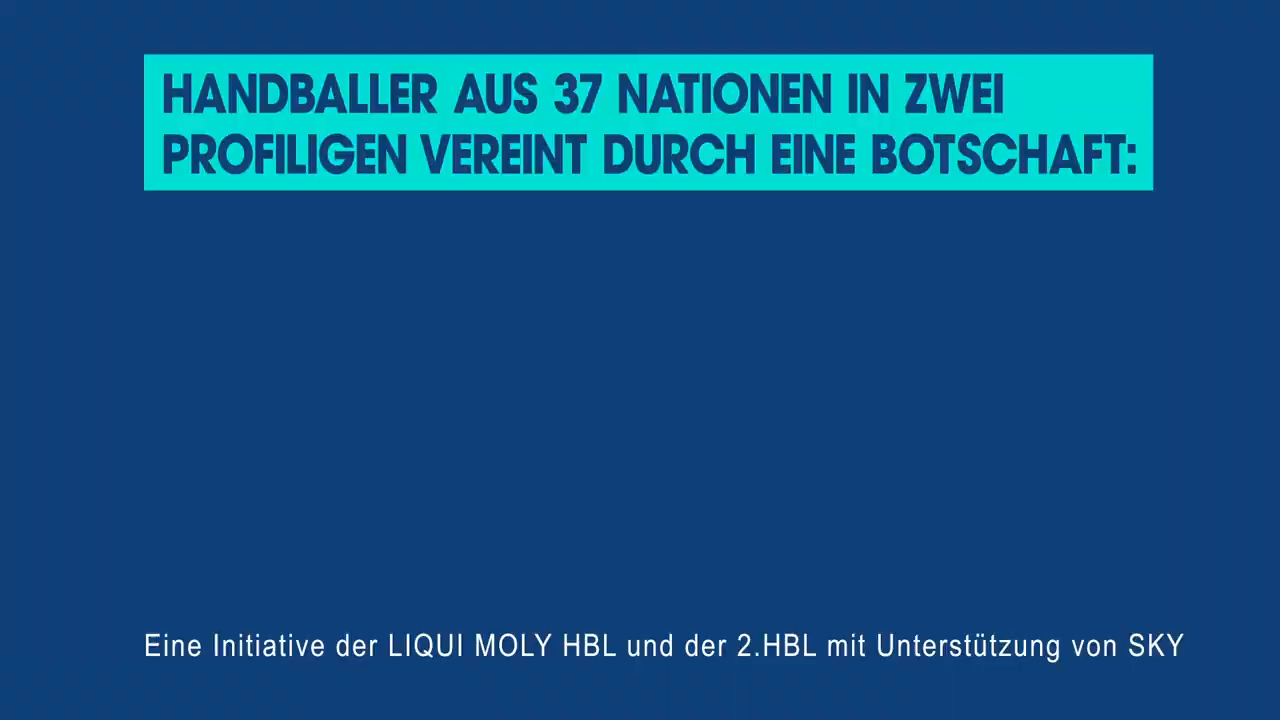 HANDBALLER AUS 37 NATIONEN IN ZWEI
PROFILIGEN VEREINT DURCH EINE BOTSCHAFT:
Eine Initiative der LIQUI MOLY HBL und der 2.HBL mit Unterstützung von SKY